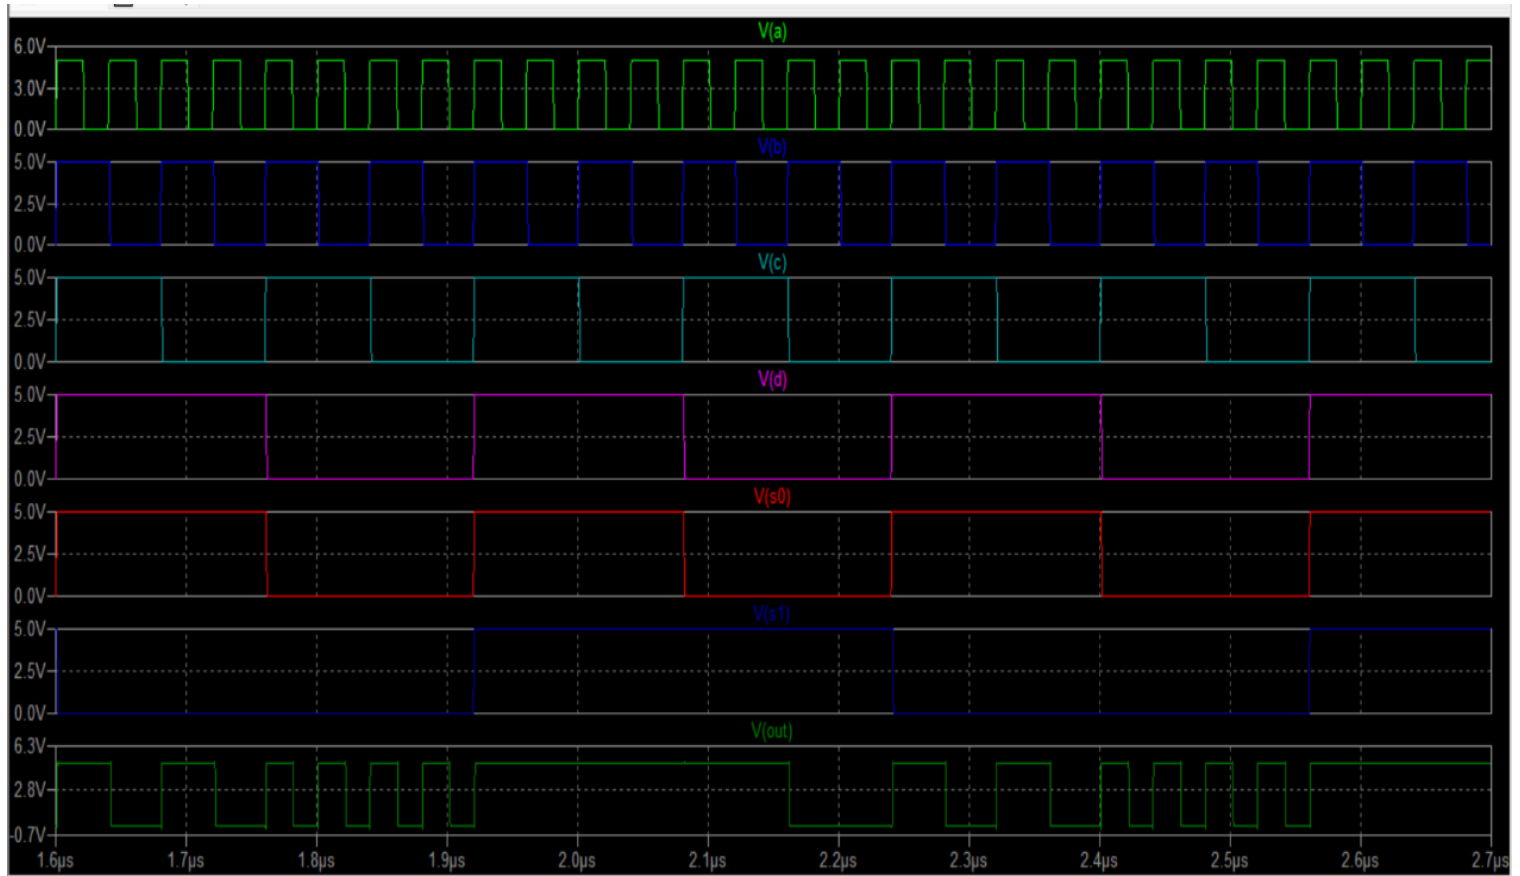 V(a)
6.0V
3.0V
0.0V
V(b)
5.0V
2.5V
0.0V
V(c)
5.0V
2.5V
0.0V
V(d)
5.0V
2.5V
0.0V
V(s0)
5.0V
2.5V
0.0V
V(s1)
5.0V
2.5V
0.0V
V(out)
6.3V
2.8V
-0.7V
1.6µs 1.7µs 1.8µs 1.9µs 2.0µs 2.1µs 2.2µs 2.3µs 2.4µs 2.5µs 2.6µs 2.7µs